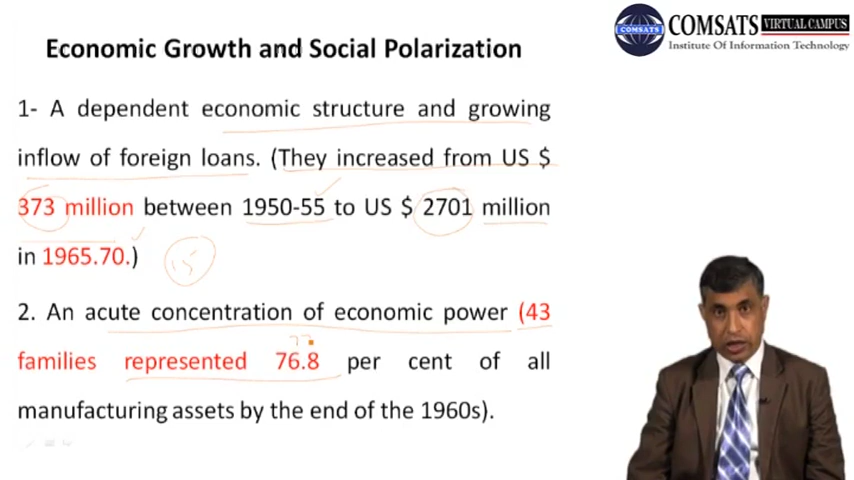 COMSATS VIRTUAL CAMPUS
COMSATS
Institute Of Information Technology
Economic Growth and Social Polarization
1- A dependent economic structure and growing
inflow of foreign loans. (They increased from US $
373 million between 1950-55 to US $ 2701 million
in 1965.70.)
15
2. An acute concentration of economic power (43
77
families represented 76.8 per cent of all
manufacturing assets by the end of the 1960s).